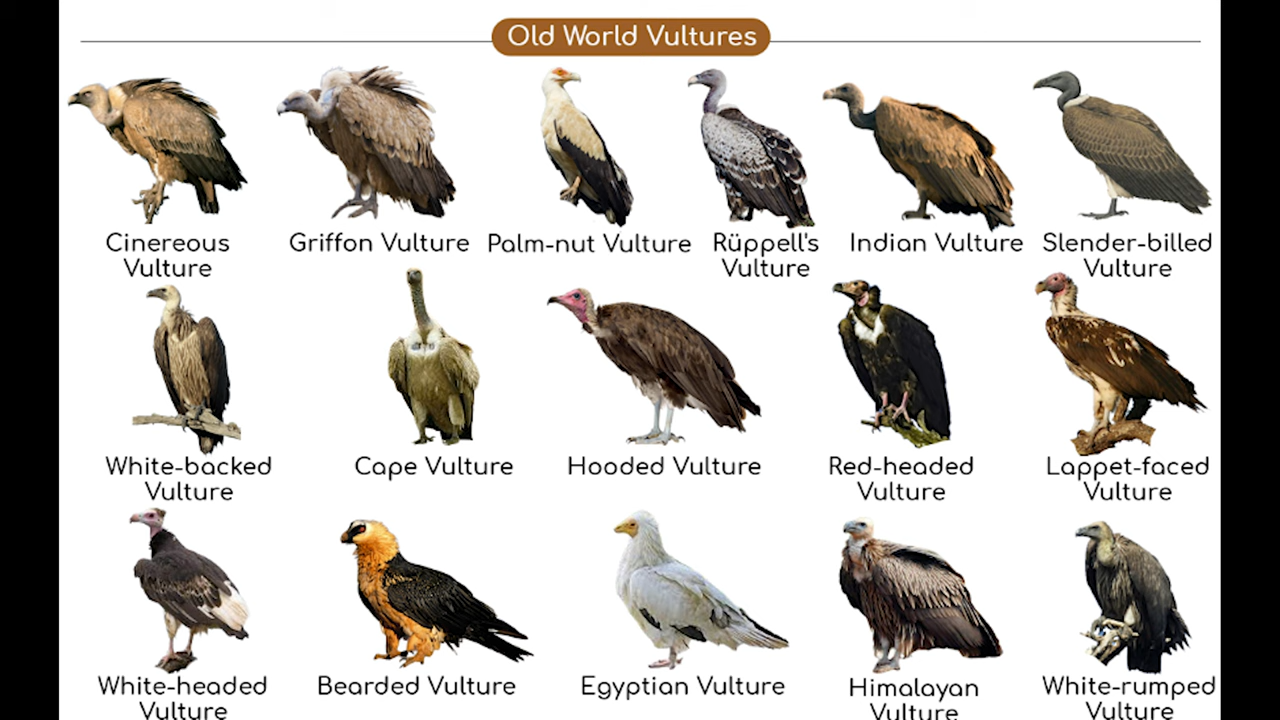 Old World Vultures
Cinereous
Vulture
Griffon Vulture
Palm-nut Vulture
Rüppell's
Vulture
Indian Vulture
Slender-billed
Vulture
White-backed
Vulture
Cape Vulture
Hooded Vulture
Red-headed
Vulture
Lappet-faced
Vulture
White-headed
Vulture
Bearded Vulture
Egyptian Vulture
Himalayan
Vulture
White-rumped
Vulture